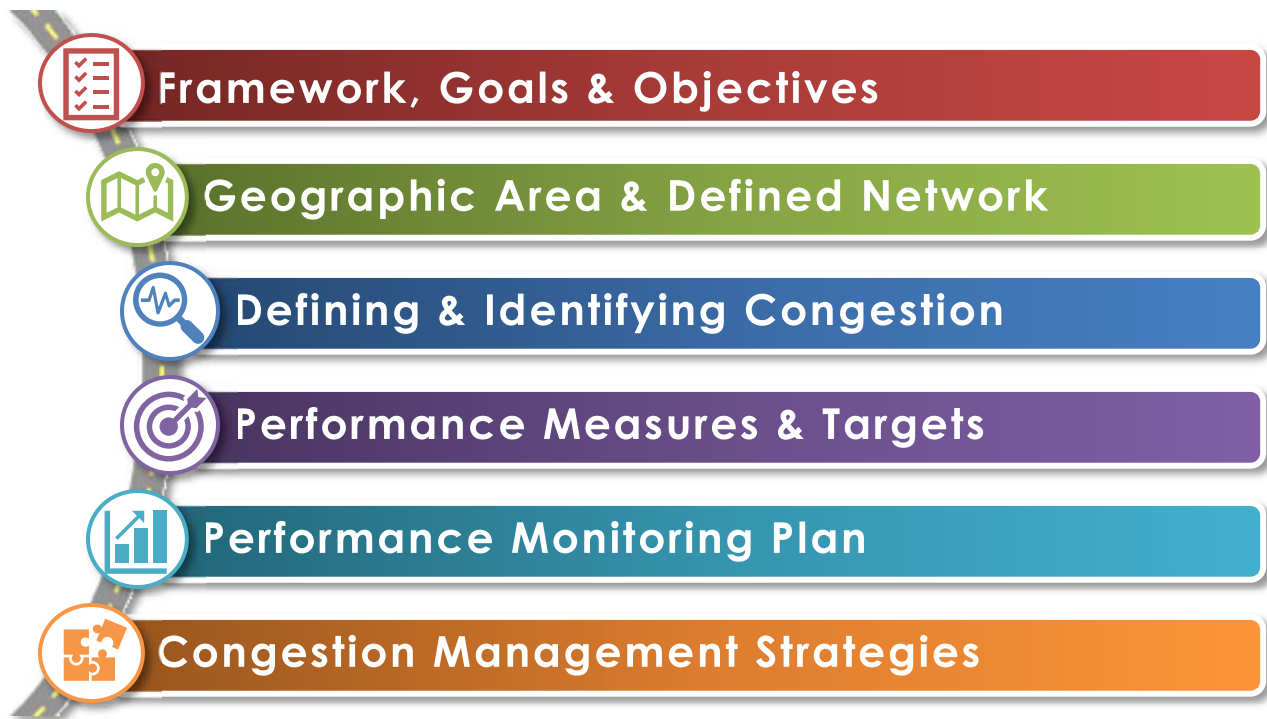 Framework, Goals & Objectives
Geographic Area & Defined Network
Defining & Identifying Congestion
Performance Measures & Targets
Performance Monitoring Plan
Congestion Management Strategies